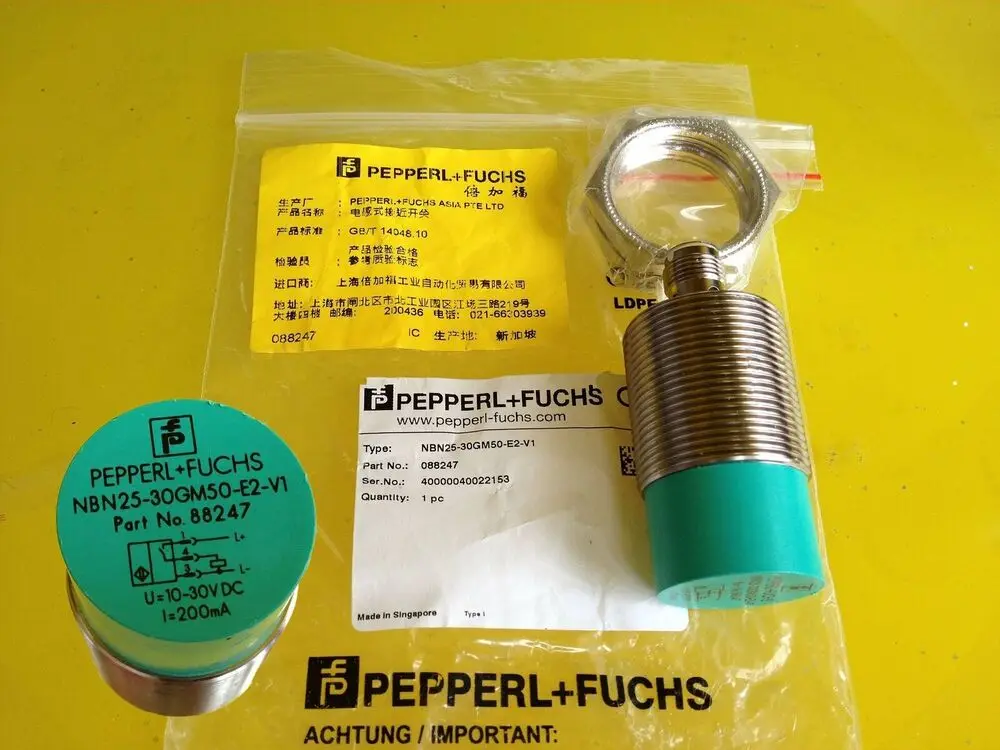 PEPPERL+FUCHS
倍加福
生产厂 : PEPPERL+FUCHS ASIA PTE LTD
产品名称 : 电感式接近开关
产品标准 : GB/T 14048.10
产品检验合格
检验员 : 参考质验标志
进口商: 上海倍加福工业自动化贸易有限公司
地址: 上海市闸北区市北工业园区江场三路219号
大楼四楼 邮编: 200436 电话: 021-66303939
088247 IC 生产地: 新加坡
LDPE
PEPPERL+FUCHS
www.pepperl-fuchs.com
Type: NBN25-30GM50-E2-V1
Part No.: 088247
Ser.No.: 40000040022153
Quantity: 1 pc
Made in Singapore Type I
PEPPERL+FUCHS
NBN25-30GM50-E2-V1
Part No. 88247
1 L+
4
3 L-
U=10-30VDC
I=200mA
PEPPERL+FUCHS
ACHTUNG / IMPORTANT: